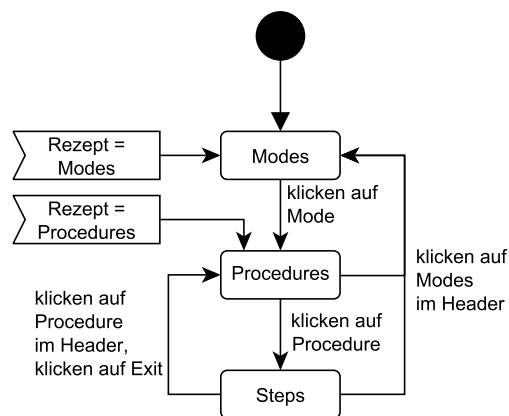 Rezept =
Modes
Modes
klicken auf
Mode
Rezept =
Procedures
Procedures
klicken auf
Modes
im Header
klicken auf
Procedure
im Header,
klicken auf Exit
klicken auf
Procedure
Steps